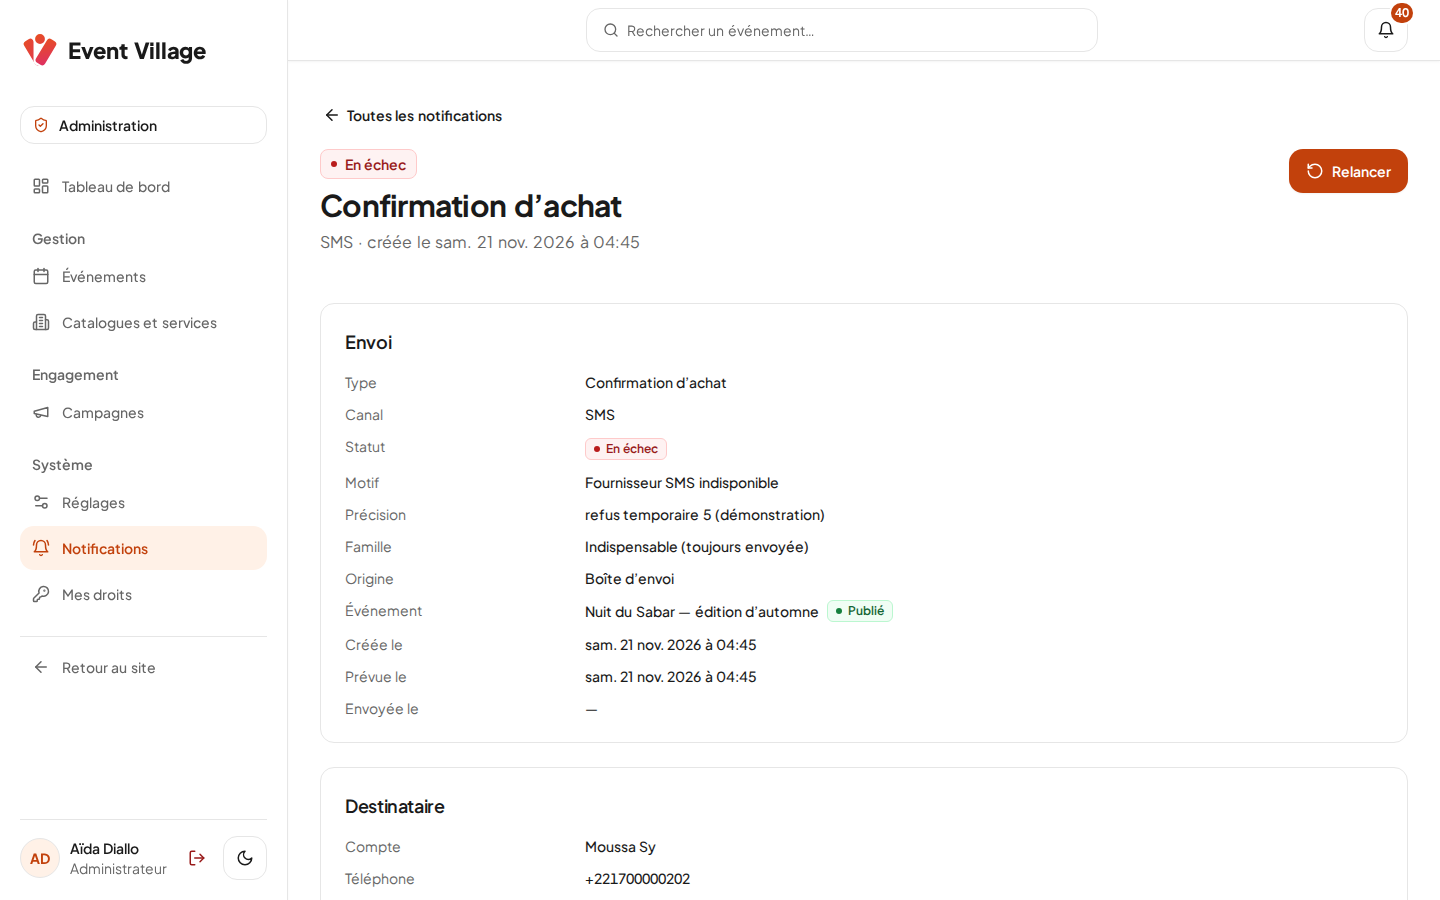 Event Village
Rechercher un événement…
40
Administration
Tableau de bord
Gestion
Événements
Catalogues et services
Engagement
Campagnes
Système
Réglages
Notifications
Mes droits
Retour au site
AD
Aïda Diallo
Administrateur
Toutes les notifications
En échec
Confirmation d’achat
SMS · créée le sam. 21 nov. 2026 à 04:45
Relancer
Envoi
Type Confirmation d’achat
Canal SMS
Statut En échec
Motif Fournisseur SMS indisponible
Précision refus temporaire 5 (démonstration)
Famille Indispensable (toujours envoyée)
Origine Boîte d’envoi
Événement Nuit du Sabar — édition d’automne Publié
Créée le sam. 21 nov. 2026 à 04:45
Prévue le sam. 21 nov. 2026 à 04:45
Envoyée le —
Destinataire
Compte Moussa Sy
Téléphone +221700000202